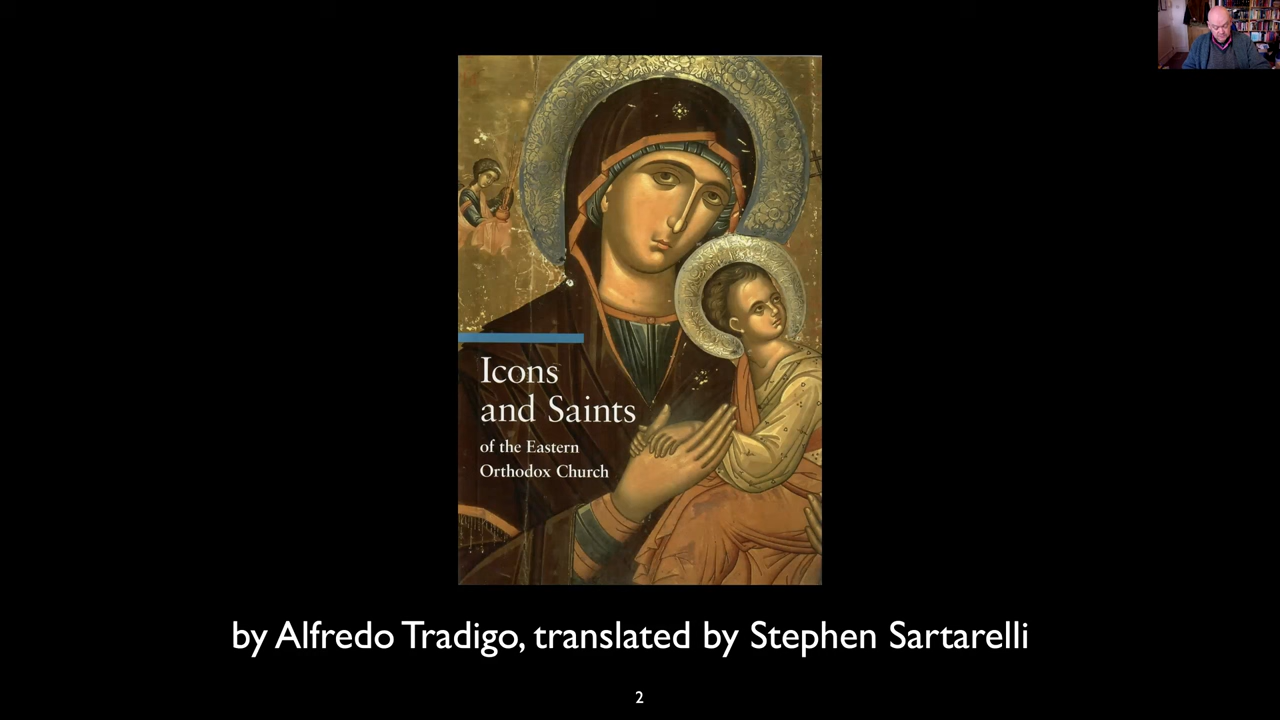 Icons
and Saints
of the Eastern
Orthodox Church
by Alfredo Tradigo, translated by Stephen Sartarelli
2